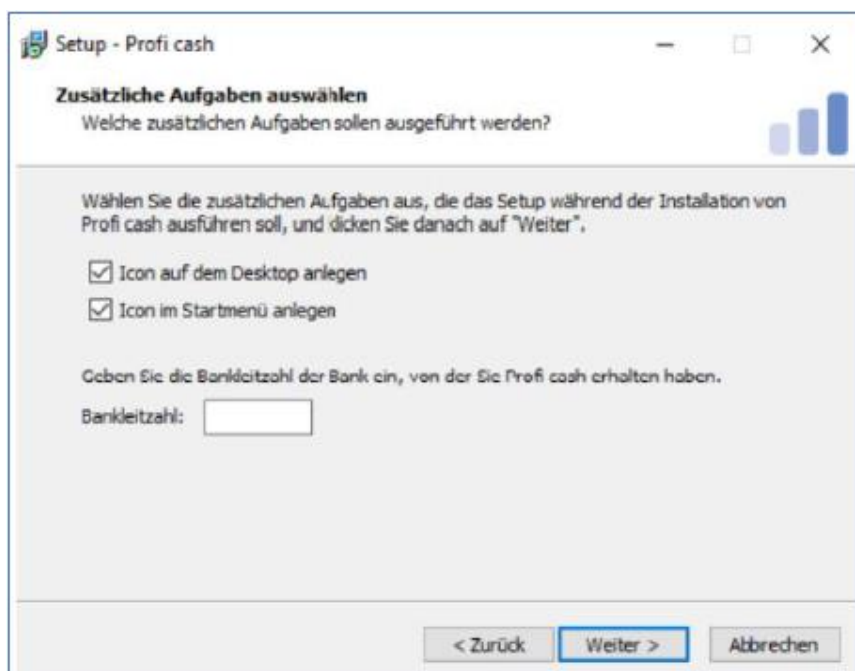 Setup - Profi cash
Zusätzliche Aufgaben auswählen
Welche zusätzlichen Aufgaben sollen ausgeführt werden?
Wählen Sie die zusätzlichen Aufgaben aus, die das Setup während der Installation von
Profi cash ausführen soll, und klicken Sie danach auf "Weiter".
Icon auf dem Desktop anlegen
Icon im Startmenü anlegen
Geben Sie die Bankleitzahl der Bank ein, von der Sie Profi cash erhalten haben.
Bankleitzahl:
< Zurück
Weiter >
Abbrechen